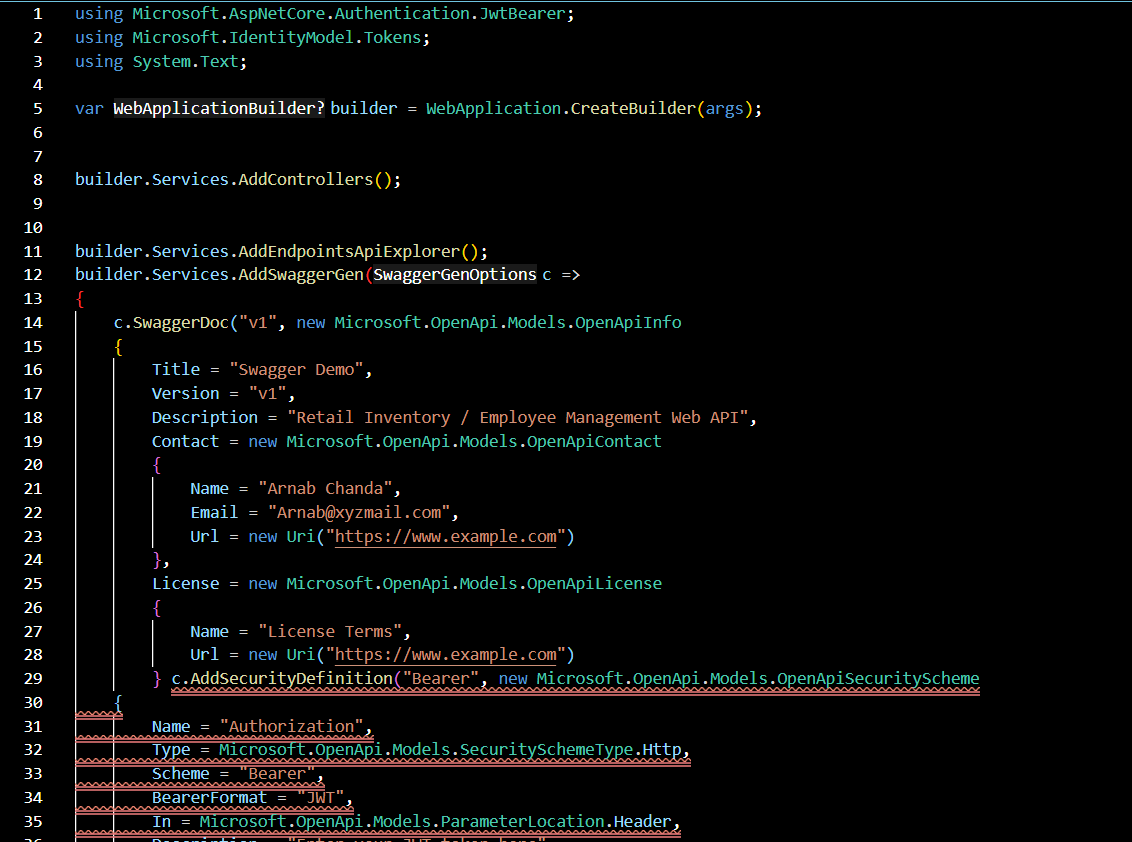 1 using Microsoft.AspNetCore.Authentication.JwtBearer;
2 using Microsoft.IdentityModel.Tokens;
3 using System.Text;
4
5 var WebApplicationBuilder? builder = WebApplication.CreateBuilder(args);
6
7
8 builder.Services.AddControllers();
9
10
11 builder.Services.AddEndpointsApiExplorer();
12 builder.Services.AddSwaggerGen(SwaggerGenOptions c =>
13 {
14 c.SwaggerDoc("v1", new Microsoft.OpenApi.Models.OpenApiInfo
15 {
16 Title = "Swagger Demo",
17 Version = "v1",
18 Description = "Retail Inventory / Employee Management Web API",
19 Contact = new Microsoft.OpenApi.Models.OpenApiContact
20 {
21 Name = "Arnab Chanda",
22 Email = "Arnab@xyzmail.com",
23 Url = new Uri("https://www.example.com")
24 },
25 License = new Microsoft.OpenApi.Models.OpenApiLicense
26 {
27 Name = "License Terms",
28 Url = new Uri("https://www.example.com")
29 } c.AddSecurityDefinition("Bearer", new Microsoft.OpenApi.Models.OpenApiSecurityScheme
30 {
31 Name = "Authorization",
32 Type = Microsoft.OpenApi.Models.SecuritySchemeType.Http,
33 Scheme = "Bearer",
34 BearerFormat = "JWT",
35 In = Microsoft.OpenApi.Models.ParameterLocation.Header,